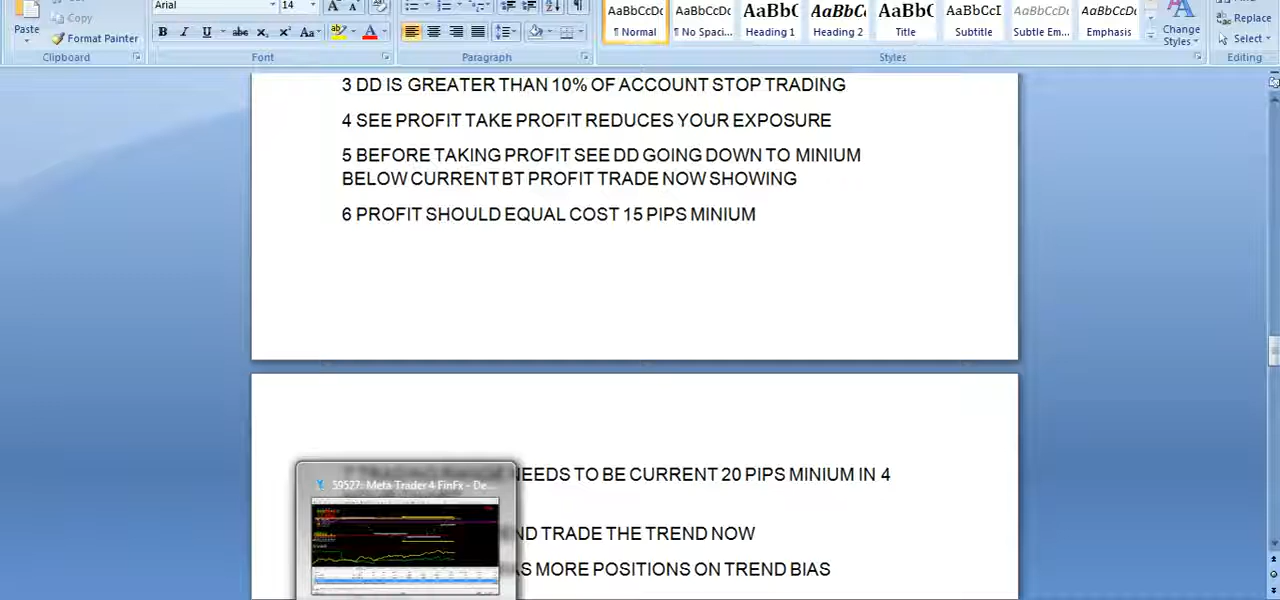 Arial
14
Paste
Copy
Format Painter
Clipboard
B I U abc X₂ X² Aa
Font
Paragraph
AaBbCcDc AaBbCcDc AaBbC AaBbCc AaBbC AaBbCcI AaBbCcDc AaBbCcDc
¶ Normal ¶ No Spaci... Heading 1 Heading 2 Title Subtitle Subtle Em... Emphasis
Change
Styles
Styles
Replace
Select
Editing
3 DD IS GREATER THAN 10% OF ACCOUNT STOP TRADING
4 SEE PROFIT TAKE PROFIT REDUCES YOUR EXPOSURE
5 BEFORE TAKING PROFIT SEE DD GOING DOWN TO MINIUM
BELOW CURRENT BT PROFIT TRADE NOW SHOWING
6 PROFIT SHOULD EQUAL COST 15 PIPS MINIUM
NEEDS TO BE CURRENT 20 PIPS MINIUM IN 4
59527: Meta Trader 4 FinFx - De...
TRADE THE TREND NOW
MORE POSITIONS ON TREND BIAS